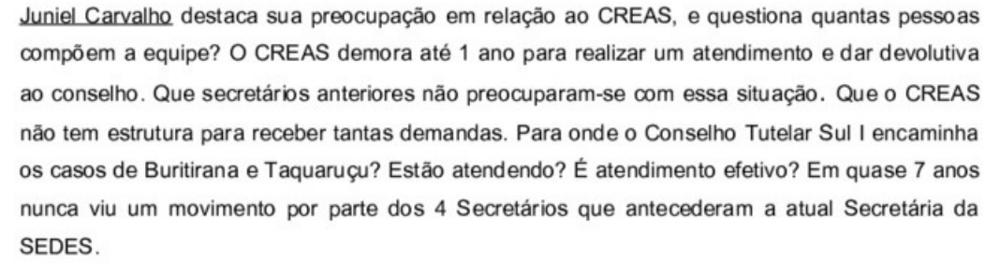 Juniel Carvalho destaca sua preocupação em relação ao CREAS, e questiona quantas pessoas
compõem a equipe? O CREAS demora até 1 ano para realizar um atendimento e dar devolutiva
ao conselho. Que secretários anteriores não preocuparam-se com essa situação. Que o CREAS
não tem estrutura para receber tantas demandas. Para onde o Conselho Tutelar Sul I encaminha
os casos de Buritirana e Taquaruçu? Estão atendendo? É atendimento efetivo? Em quase 7 anos
nunca viu um movimento por parte dos 4 Secretários que antecederam a atual Secretária da
SEDES.